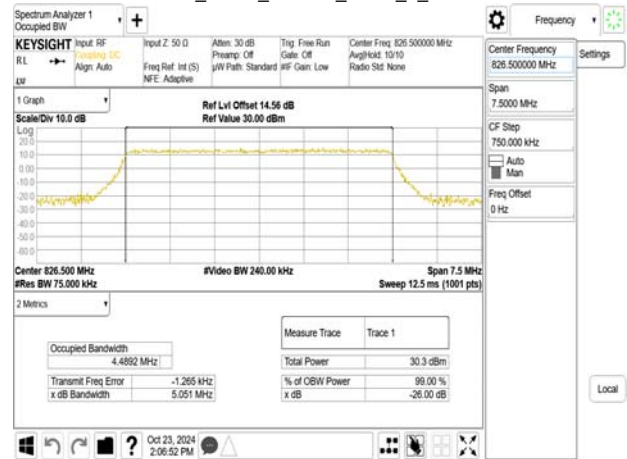 Spectrum Analyzer 1
Occupied BW
Frequency
KEYSIGHT
RL
Input: RF
Coupling: DC
Align: Auto
Input Z: 50 Ω
Freq Ref: Int (S)
NFE: Adaptive
Atten: 30 dB
Preamp: Off
µW Path: Standard
Trig: Free Run
Gate: Off
#IF Gain: Low
Center Freq: 826.500000 MHz
Avg|Hold: 10/10
Radio Std: None
Center Frequency
826.500000 MHz
Settings
Span
7.5000 MHz
CF Step
750.000 kHz
Auto
Man
Freq Offset
0 Hz
Local
1 Graph
Scale/Div 10.0 dB
Ref Lvl Offset 14.56 dB
Ref Value 30.00 dBm
Log
20.0
10.0
0.00
-10.0
-20.0
-30.0
-40.0
-50.0
-60.0
Center 826.500 MHz
#Video BW 240.00 kHz
Span 7.5 MHz
#Res BW 75.000 kHz
Sweep 12.5 ms (1001 pts)
2 Metrics
Measure Trace Trace 1
Occupied Bandwidth
4.4892 MHz
Total Power 30.3 dBm
Transmit Freq Error -1.265 kHz
% of OBW Power 99.00 %
x dB Bandwidth 5.051 MHz
x dB -26.00 dB
Oct 23, 2024
2:06:52 PM